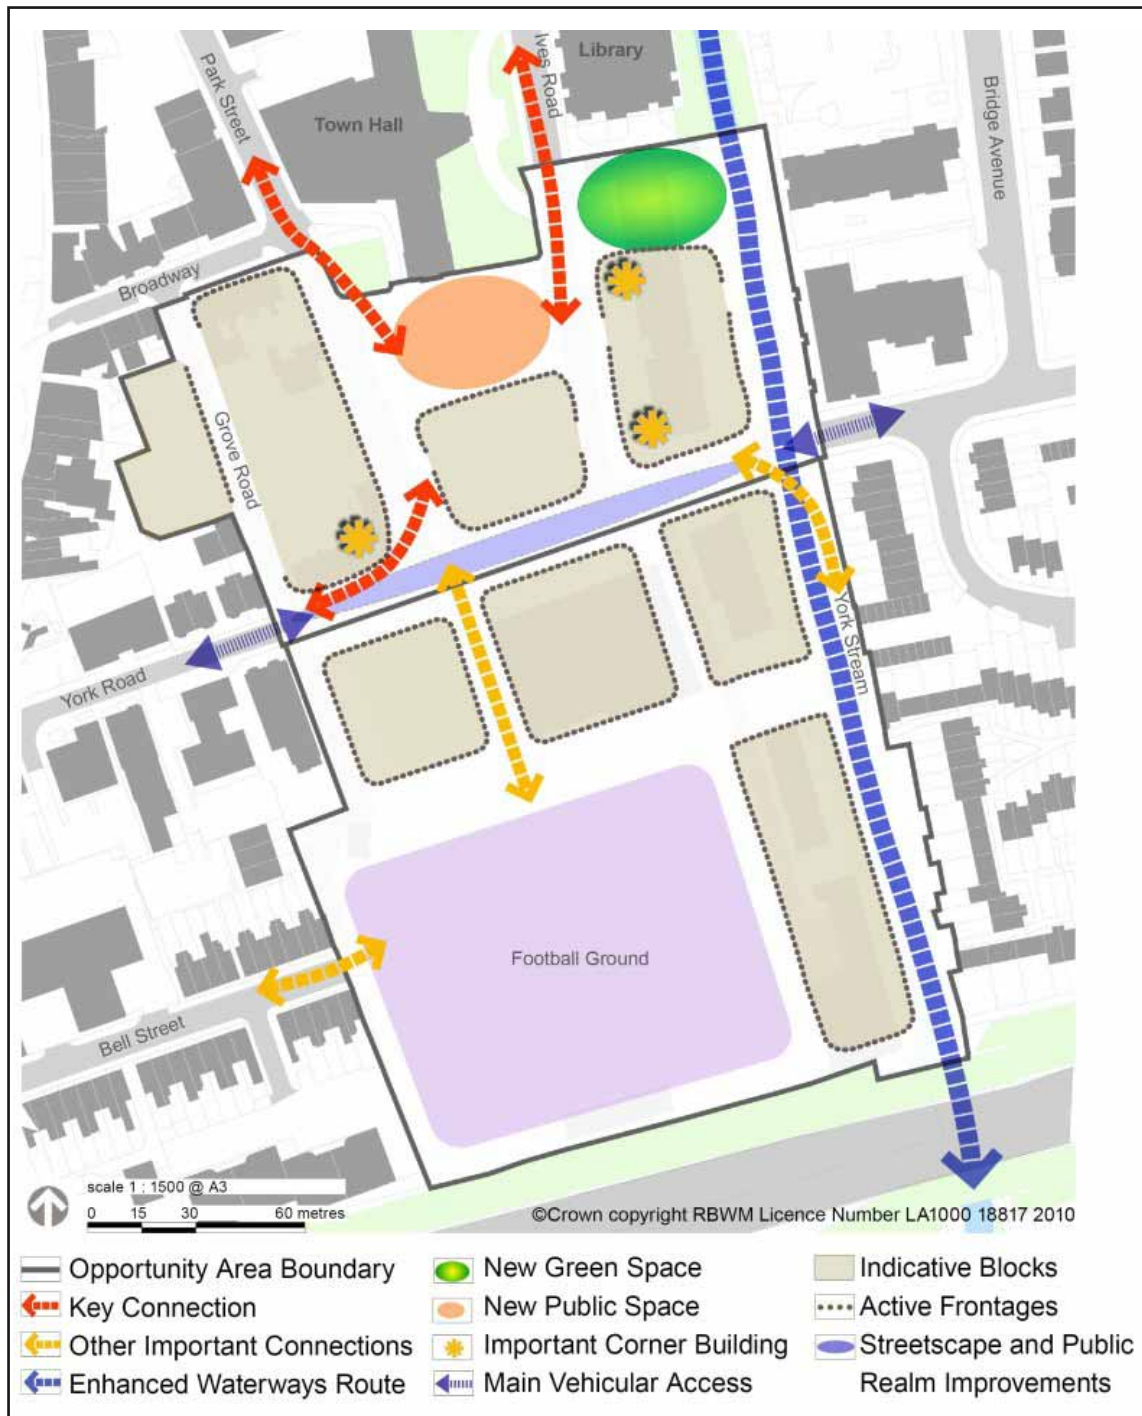 Park Street
Ives Road
Library
Town Hall
Bridge Avenue
Broadway
Grove Road
York Road
York Stream
Football Ground
Bell Street
scale 1 : 1500 @ A3
0 15 30 60 metres
©Crown copyright RBWM Licence Number LA1000 18817 2010
Opportunity Area Boundary
Key Connection
Other Important Connections
Enhanced Waterways Route
New Green Space
New Public Space
Important Corner Building
Main Vehicular Access
Indicative Blocks
Active Frontages
Streetscape and Public
Realm Improvements